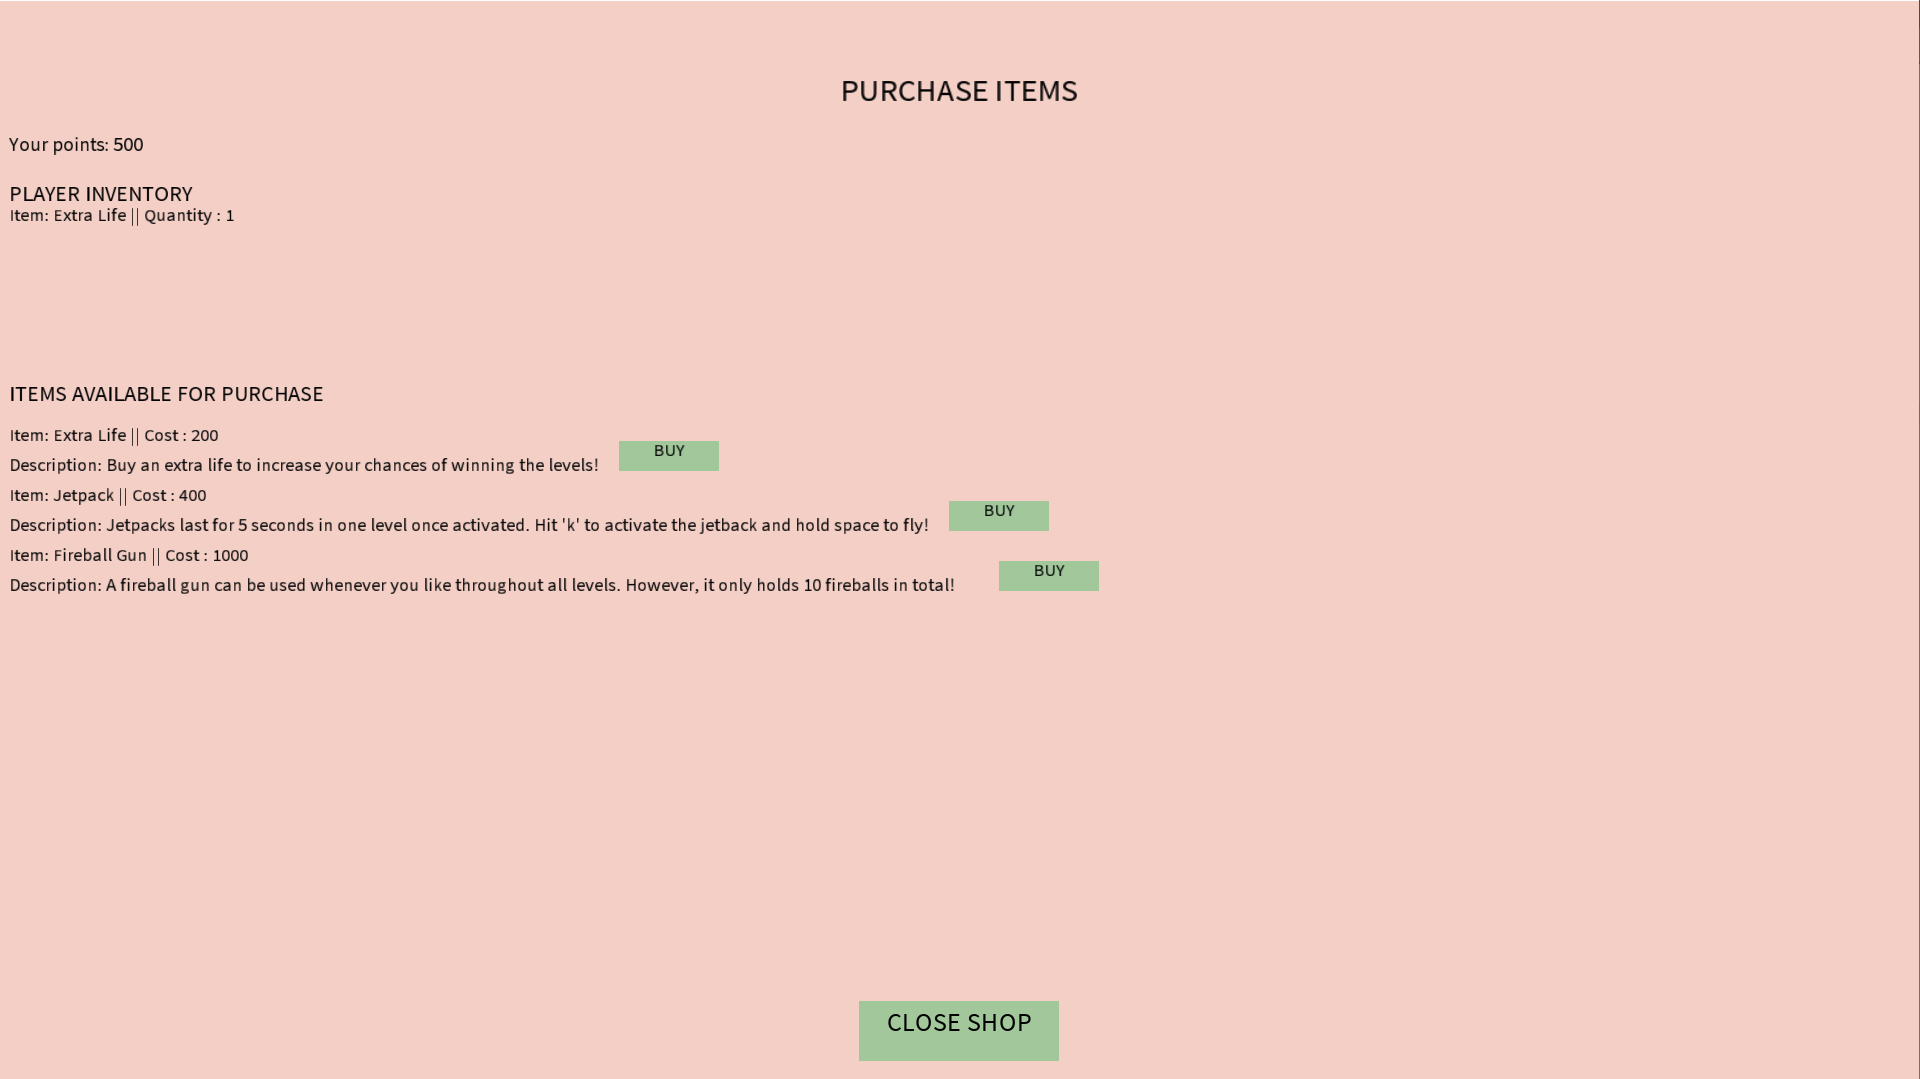 PURCHASE ITEMS
Your points: 500
PLAYER INVENTORY
Item: Extra Life || Quantity : 1
ITEMS AVAILABLE FOR PURCHASE
Item: Extra Life || Cost : 200
BUY
Description: Buy an extra life to increase your chances of winning the levels!
Item: Jetpack || Cost : 400
BUY
Description: Jetpacks last for 5 seconds in one level once activated. Hit 'k' to activate the jetback and hold space to fly!
Item: Fireball Gun || Cost : 1000
BUY
Description: A fireball gun can be used whenever you like throughout all levels. However, it only holds 10 fireballs in total!
CLOSE SHOP